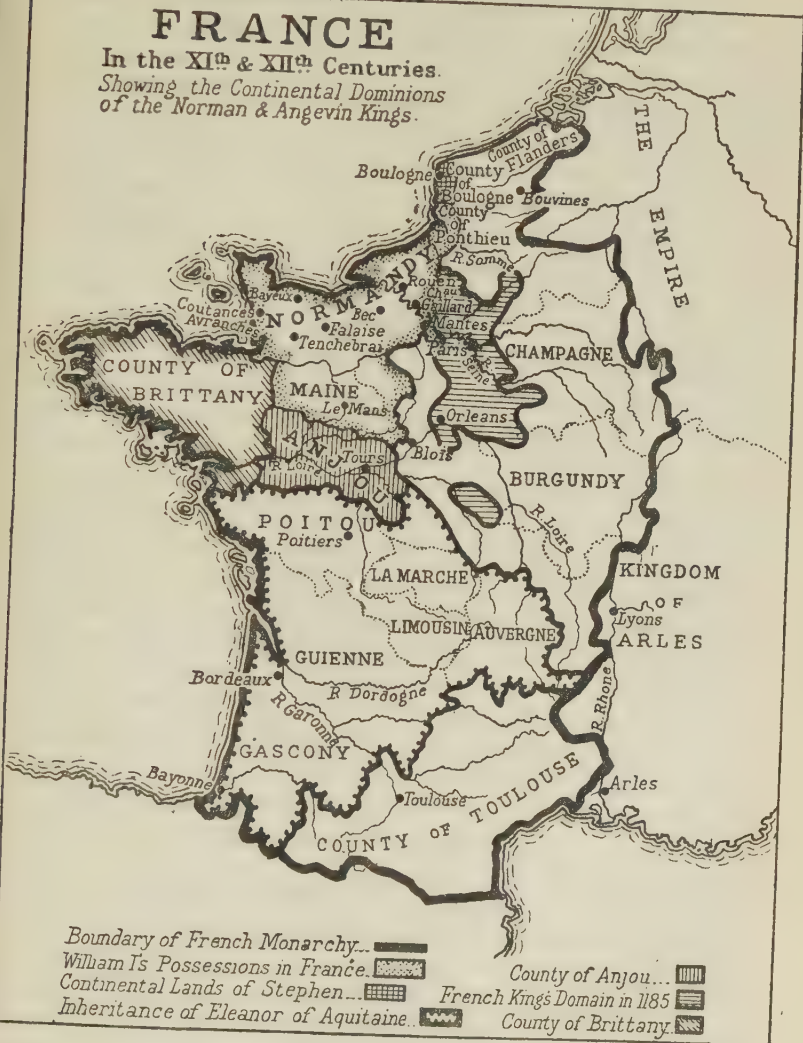 FRANCE
In the XIth & XIIth Centuries.
Showing the Continental Dominions
of the Norman & Angevin Kings.
THE
EMPIRE
County of
Flanders
Boulogne
County
of
Boulogne
Bouvines
County
of
Ponthieu
R. Somme
NORMANDY
Rouen
Chau
Gaillard
Bayeux
Bec
Coutances
Avranches
Falaise
Tenchebrai
Mantes
Paris
R. Seine
CHAMPAGNE
COUNTY OF
BRITTANY
MAINE
Le Mans
Orleans
ANJOU
Tours
R Loire
Blois
BURGUNDY
R. Loire
POITOU
Poitiers
LA MARCHE
KINGDOM
OF
ARLES
Lyons
LIMOUSIN
AUVERGNE
GUIENNE
Bordeaux
R Dordogne
R Garonne
R. Rhone
GASCONY
Bayonne
Toulouse
Arles
COUNTY OF TOULOUSE
Boundary of French Monarchy...
William I's Possessions in France...
Continental Lands of Stephen...
Inheritance of Eleanor of Aquitaine..
County of Anjou...
French King's Domain in 1185
County of Brittany..